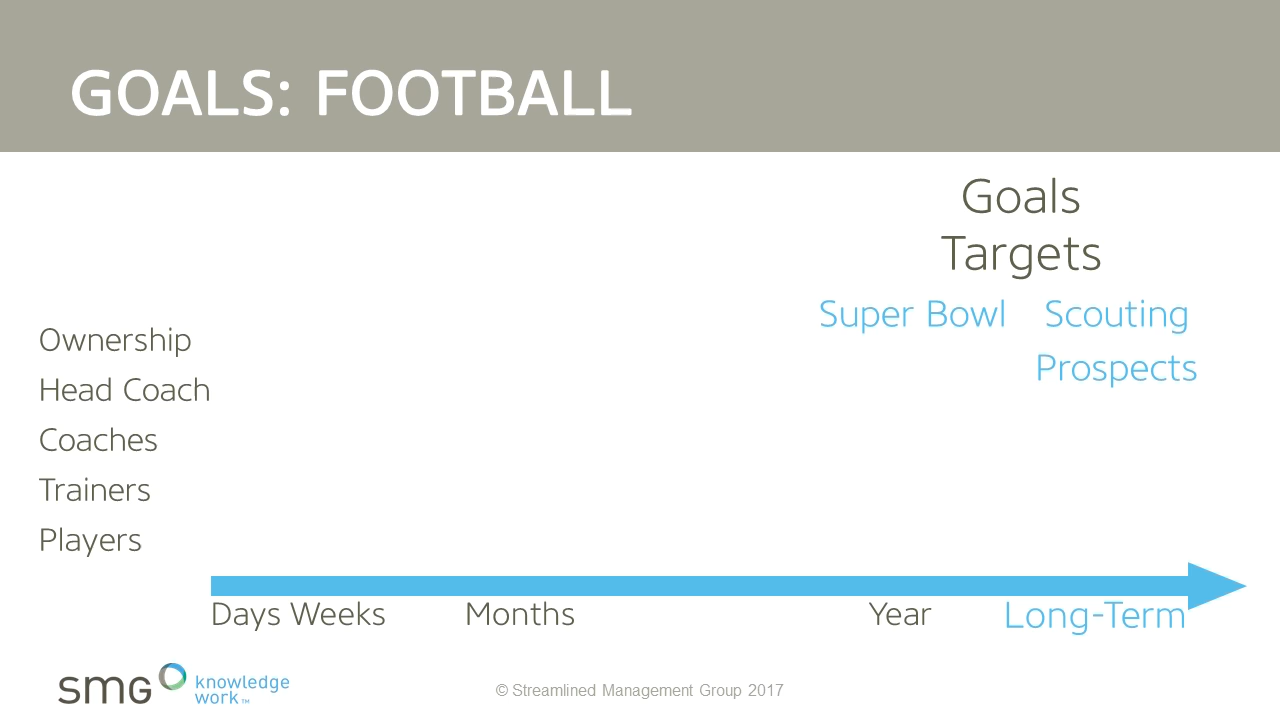 GOALS: FOOTBALL
Goals
Targets
Super Bowl Scouting
Prospects
Ownership
Head Coach
Coaches
Trainers
Players
Days Weeks Months Year Long-Term
smg knowledge
work™
© Streamlined Management Group 2017